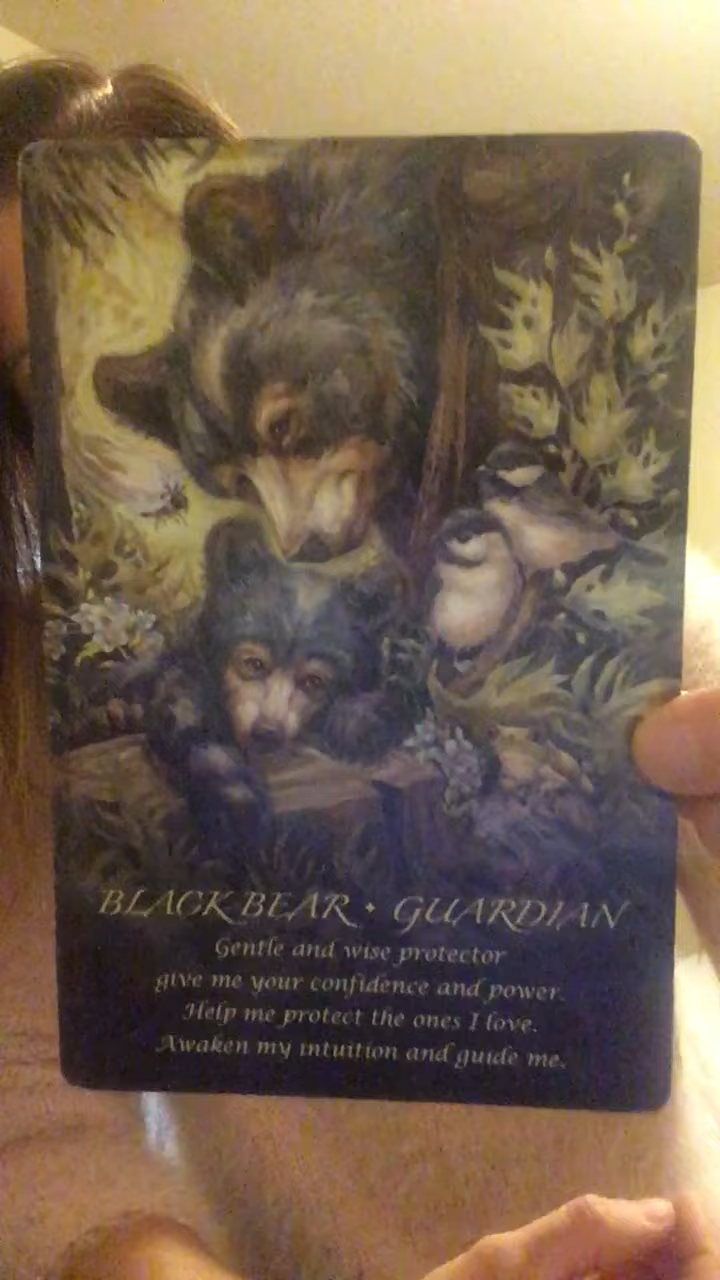 BLACK BEAR • GUARDIAN
Gentle and wise protector
give me your confidence and power.
Help me protect the ones I love.
Awaken my intuition and guide me.